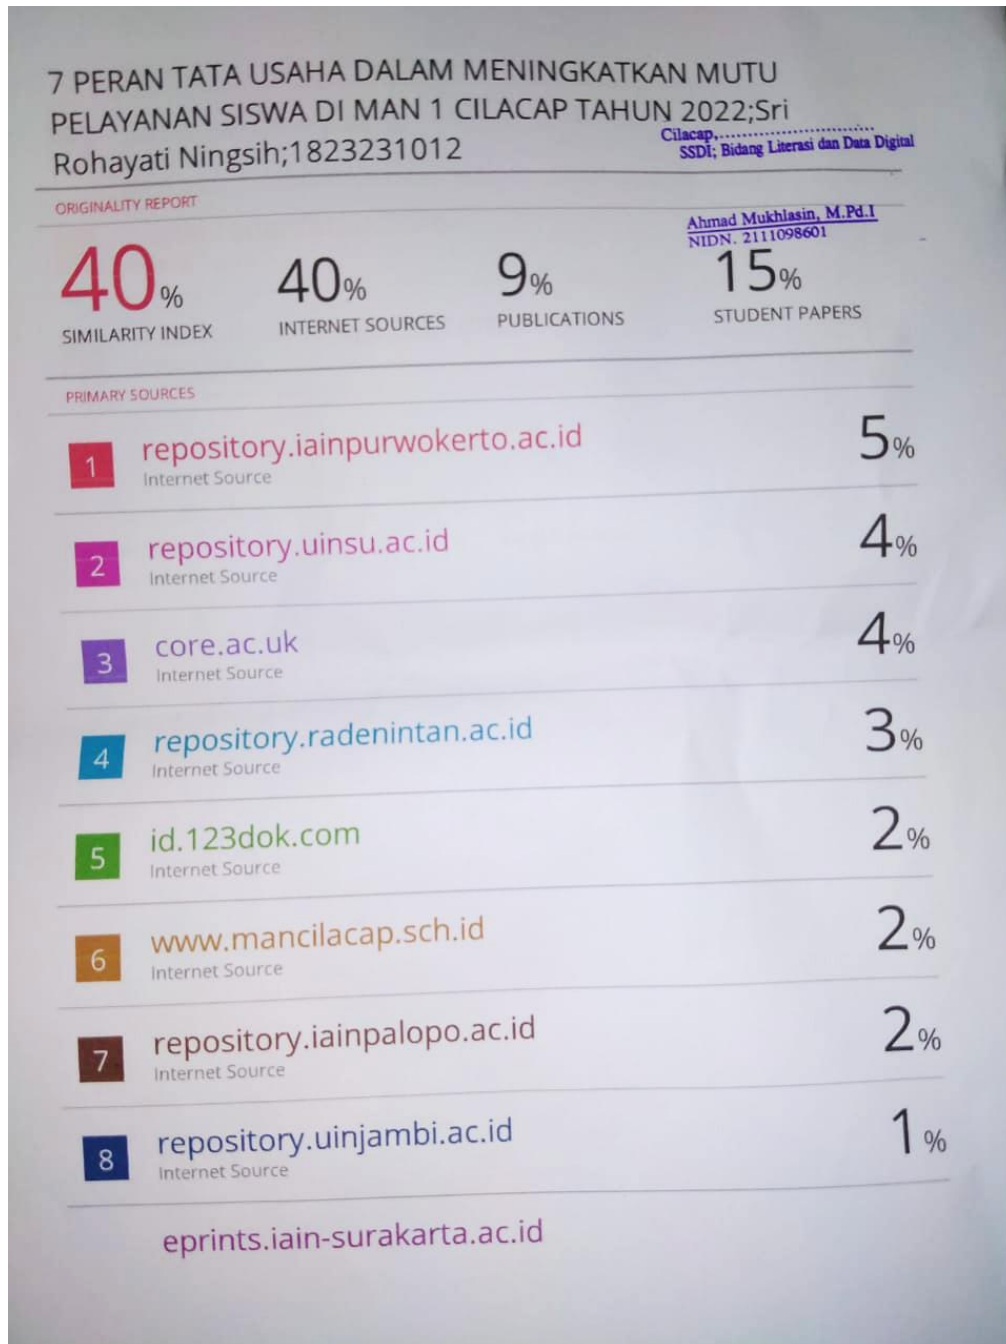 7 PERAN TATA USAHA DALAM MENINGKATKAN MUTU
PELAYANAN SISWA DI MAN 1 CILACAP TAHUN 2022;Sri
Rohayati Ningsih;1823231012
Cilacap,..............................
SSDI; Bidang Literasi dan Data Digital
ORIGINALITY REPORT
Ahmad Mukhlasin, M.Pd.I
NIDN. 2111098601
40%
SIMILARITY INDEX
40%
INTERNET SOURCES
9%
PUBLICATIONS
15%
STUDENT PAPERS
PRIMARY SOURCES
1 repository.iainpurwokerto.ac.id 5%
Internet Source
2 repository.uinsu.ac.id 4%
Internet Source
3 core.ac.uk 4%
Internet Source
4 repository.radenintan.ac.id 3%
Internet Source
5 id.123dok.com 2%
Internet Source
6 www.mancilacap.sch.id 2%
Internet Source
7 repository.iainpalopo.ac.id 2%
Internet Source
8 repository.uinjambi.ac.id 1%
Internet Source
eprints.iain-surakarta.ac.id